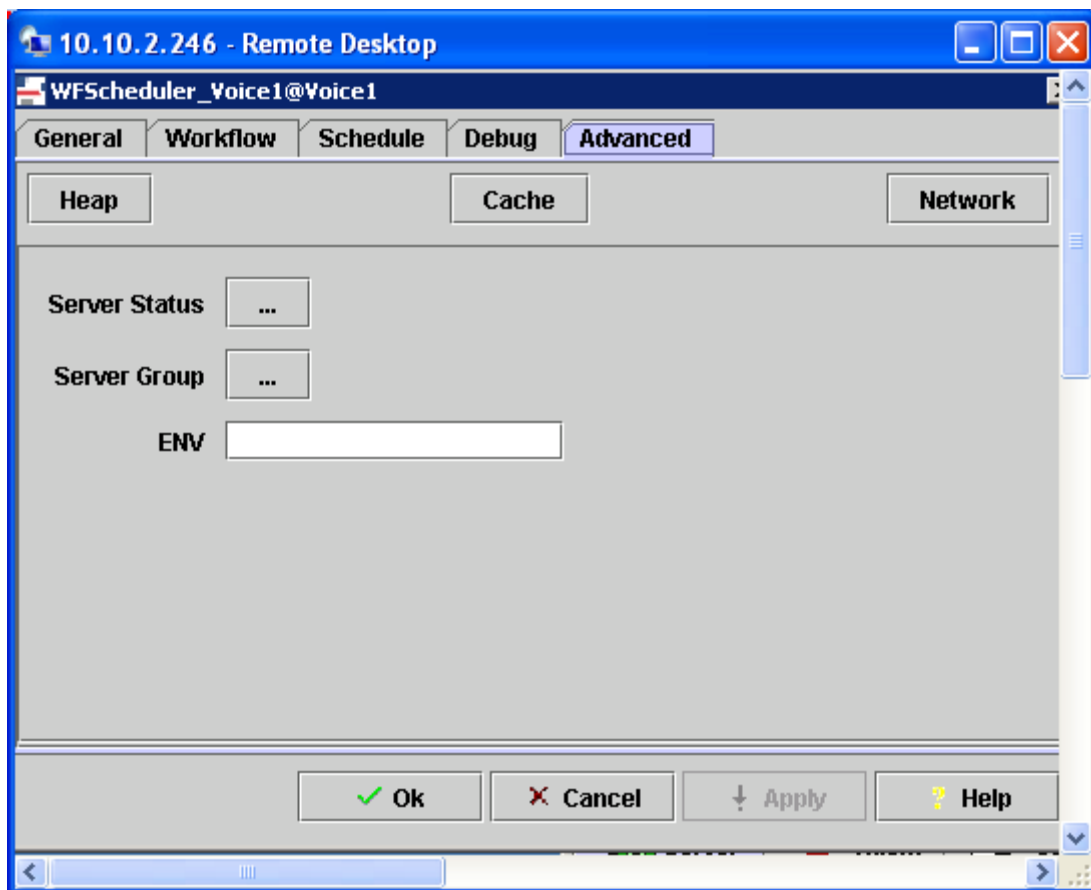 10.10.2.246 - Remote Desktop
WFScheduler_Voice1@Voice1
General Workflow Schedule Debug Advanced
Heap Cache Network
Server Status ...
Server Group ...
ENV
Ok Cancel Apply Help